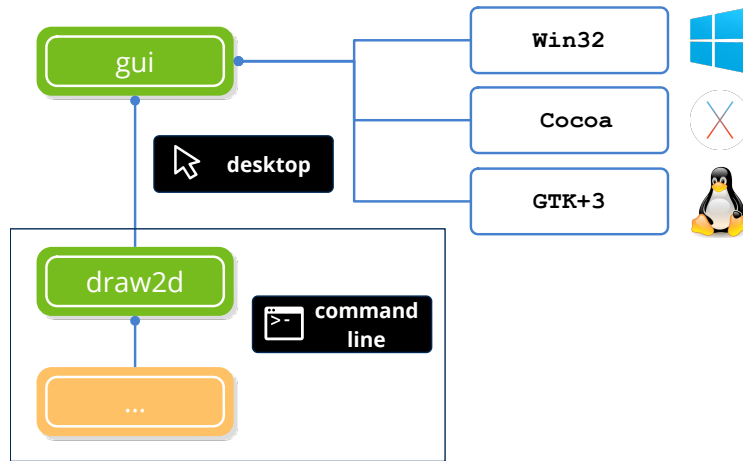 gui
Win32
Cocoa
GTK+3
desktop
draw2d
>-
command
line
...